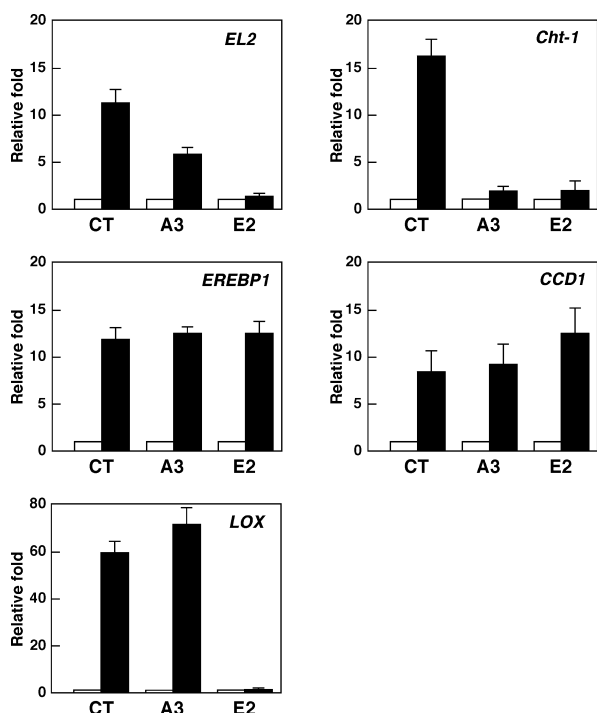 EL2
Relative fold
20
15
10
5
0
CT A3 E2
Cht-1
Relative fold
20
15
10
5
0
CT A3 E2
EREBP1
Relative fold
20
15
10
5
0
CT A3 E2
CCD1
Relative fold
20
15
10
5
0
CT A3 E2
LOX
Relative fold
80
60
40
20
0
CT A3 E2